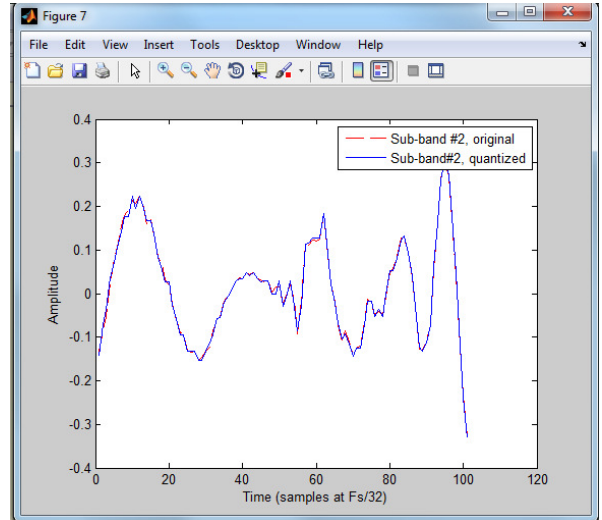 Figure 7
File Edit View Insert Tools Desktop Window Help
Sub-band #2, original
Sub-band#2, quantized
0.4
0.3
0.2
0.1
0
-0.1
-0.2
-0.3
-0.4
Amplitude
0 20 40 60 80 100 120
Time (samples at Fs/32)